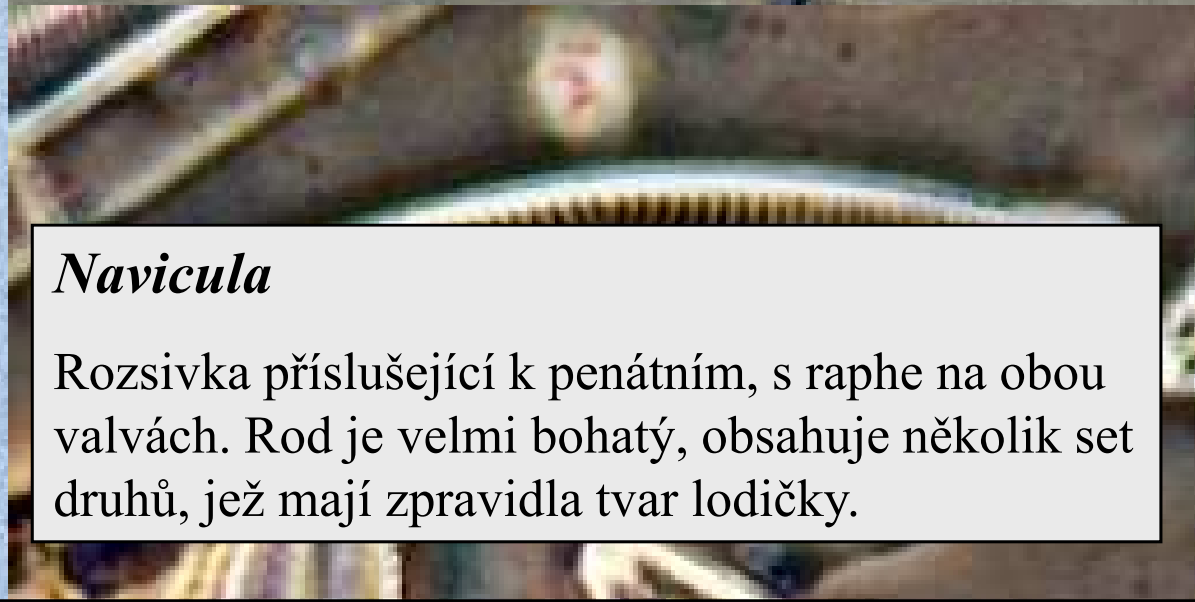 Navicula
Rozsivka příslušející k penátním, s raphe na obou
valvách. Rod je velmi bohatý, obsahuje několik set
druhů, jež mají zpravidla tvar lodičky.